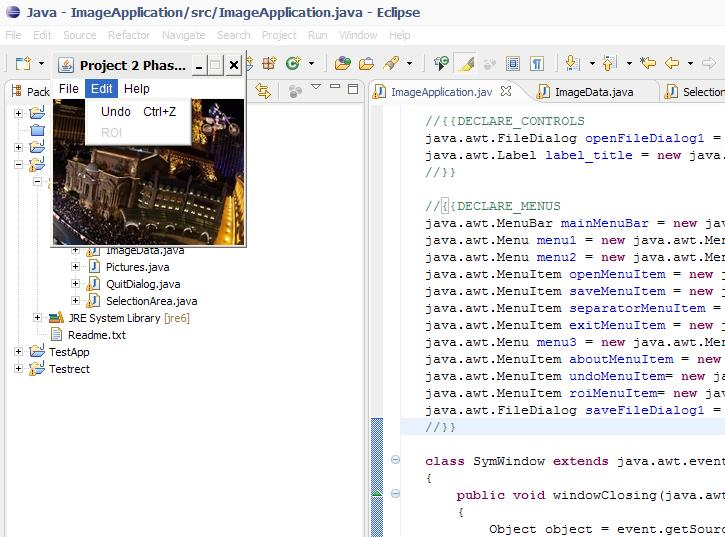 Java - ImageApplication/src/ImageApplication.java - Eclipse
File Edit Source Refactor Navigate Search Project Run Window Help
Project 2 Phas...
File Edit Help
Undo Ctrl+Z
ROI
Pack
ImageData.java
Pictures.java
QuitDialog.java
SelectionArea.java
JRE System Library [jre6]
Readme.txt
TestApp
Testrect
ImageApplication.jav
ImageData.java
Selection
//{{DECLARE_CONTROLS
java.awt.FileDialog openFileDialog1 =
java.awt.Label label_title = new java.
//}}
//{{DECLARE_MENUS
java.awt.MenuBar mainMenuBar = new jav
java.awt.Menu menu1 = new java.awt.Men
java.awt.Menu menu2 = new java.awt.Men
java.awt.MenuItem openMenuItem = new j
java.awt.MenuItem saveMenuItem = new j
java.awt.MenuItem separatorMenuItem =
java.awt.MenuItem exitMenuItem = new j
java.awt.Menu menu3 = new java.awt.Men
java.awt.MenuItem aboutMenuItem = new
java.awt.MenuItem undoMenuItem= new ja
java.awt.MenuItem roiMenuItem= new jav
java.awt.FileDialog saveFileDialog1 =
//}}
class SymWindow extends java.awt.event
{
public void windowClosing(java.awt
{
Object object = event.getSourc